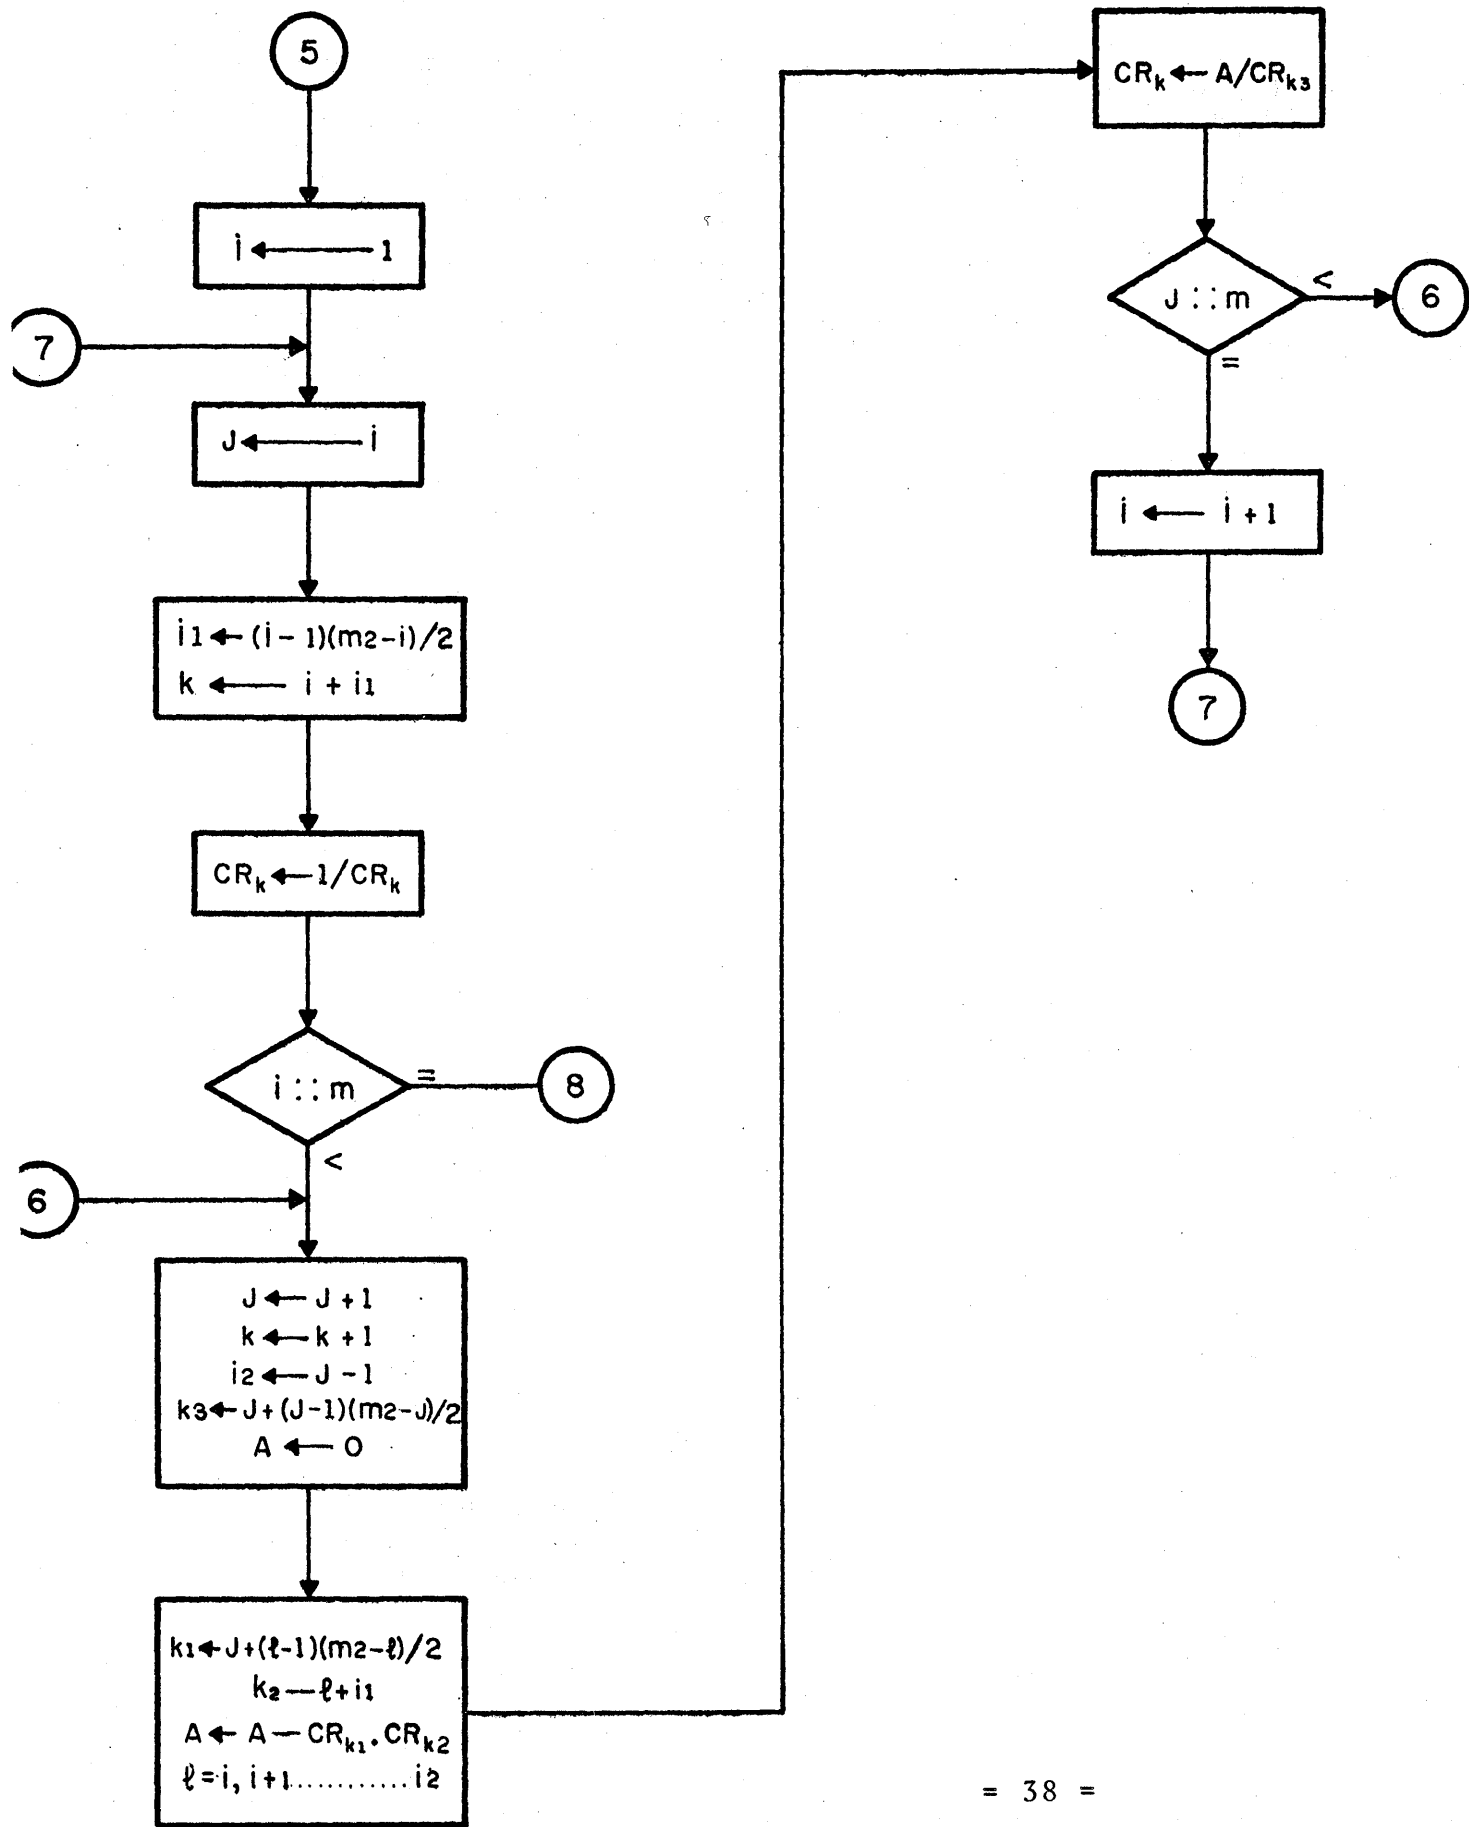 5
i ← 1
7
J ← i
i1 ← (i - 1)(m2 - i)/2
k ← i + i1
CRk ← 1/CRk
i :: m
=
8
<
6
J ← J + 1
k ← k + 1
i2 ← J - 1
k3 ← J + (J - 1)(m2 - J)/2
A ← 0
k1 ← J + (ℓ - 1)(m2 - ℓ)/2
k2 — ℓ + i1
A ← A — CRk1 . CRk2
ℓ = i, i + 1 ........... i2
CRk ← A/CRk3
J :: m
<
6
=
i ← i + 1
7
= 38 =